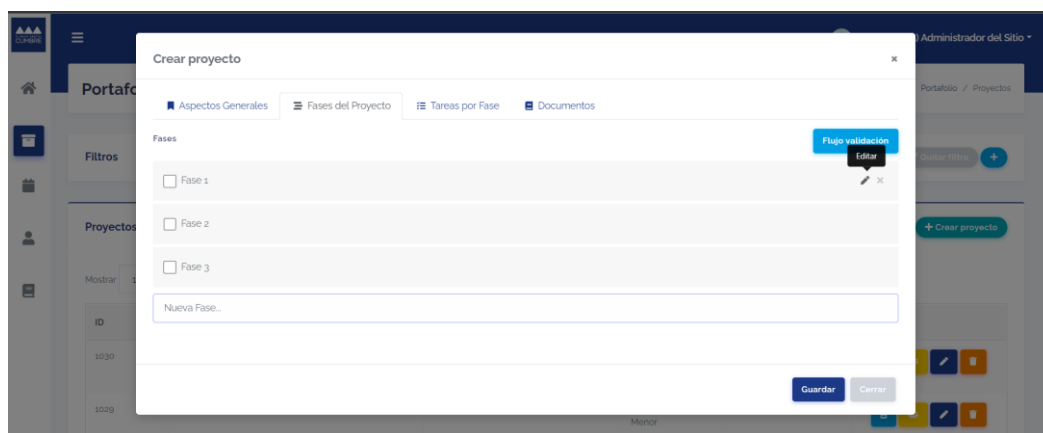 CUMBRE
) Administrador del Sitio
Crear proyecto
×
Portafo
Portafolio / Proyectos
Aspectos Generales
Fases del Proyecto
Tareas por Fase
Documentos
Fases
Flujo validación
Filtros
Editar
Quitar filtro
+
Fase 1
Proyectos
Fase 2
+ Crear proyecto
Mostrar 1
Fase 3
Nueva Fase...
ID
1030
Guardar
Cerrar
1029
Menor